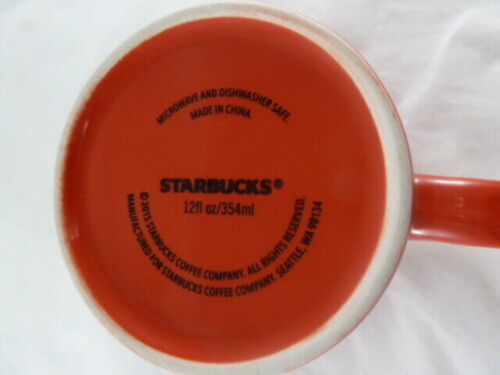 MICROWAVE AND DISHWASHER SAFE.
MADE IN CHINA.
STARBUCKS®
12fl oz/354ml
© 2015 STARBUCKS COFFEE COMPANY. ALL RIGHTS RESERVED.
MANUFACTURED FOR STARBUCKS COFFEE COMPANY. SEATTLE, WA 98134